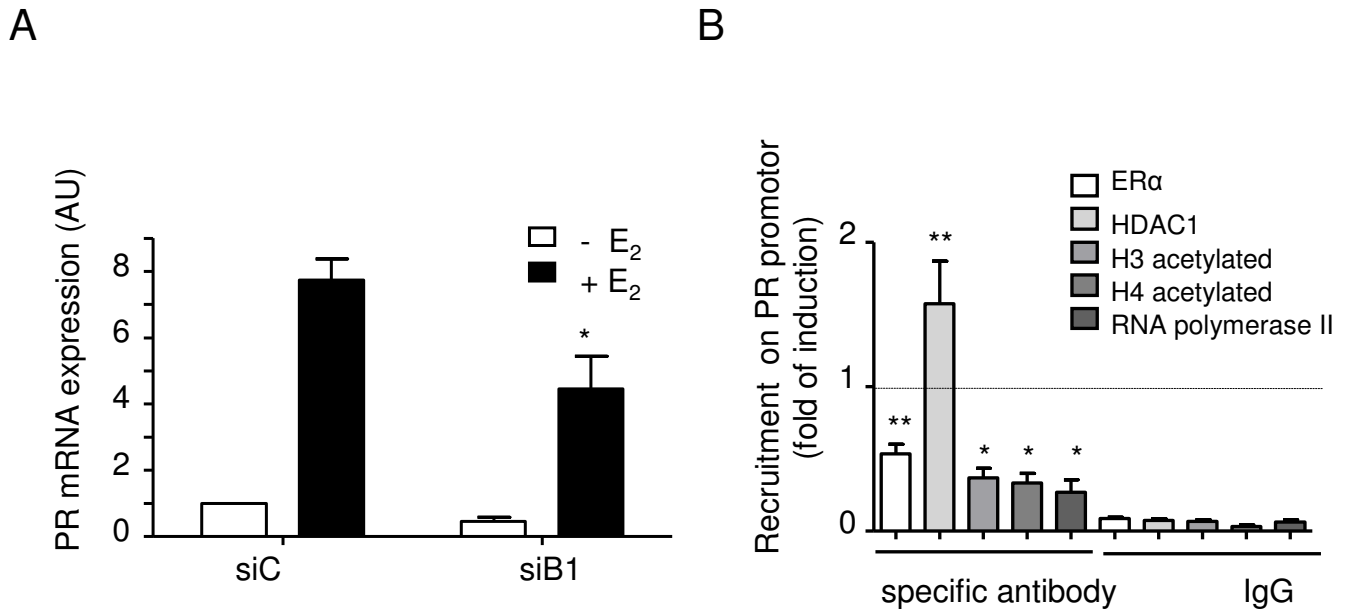 A
PR mRNA expression (AU)
8
6
4
2
0
- E₂
+ E₂
*
siC
siB1
B
Recruitment on PR promotor
(fold of induction)
2
1
0
ERα
HDAC1
H3 acetylated
H4 acetylated
RNA polymerase II
**
**
* * *
specific antibody IgG